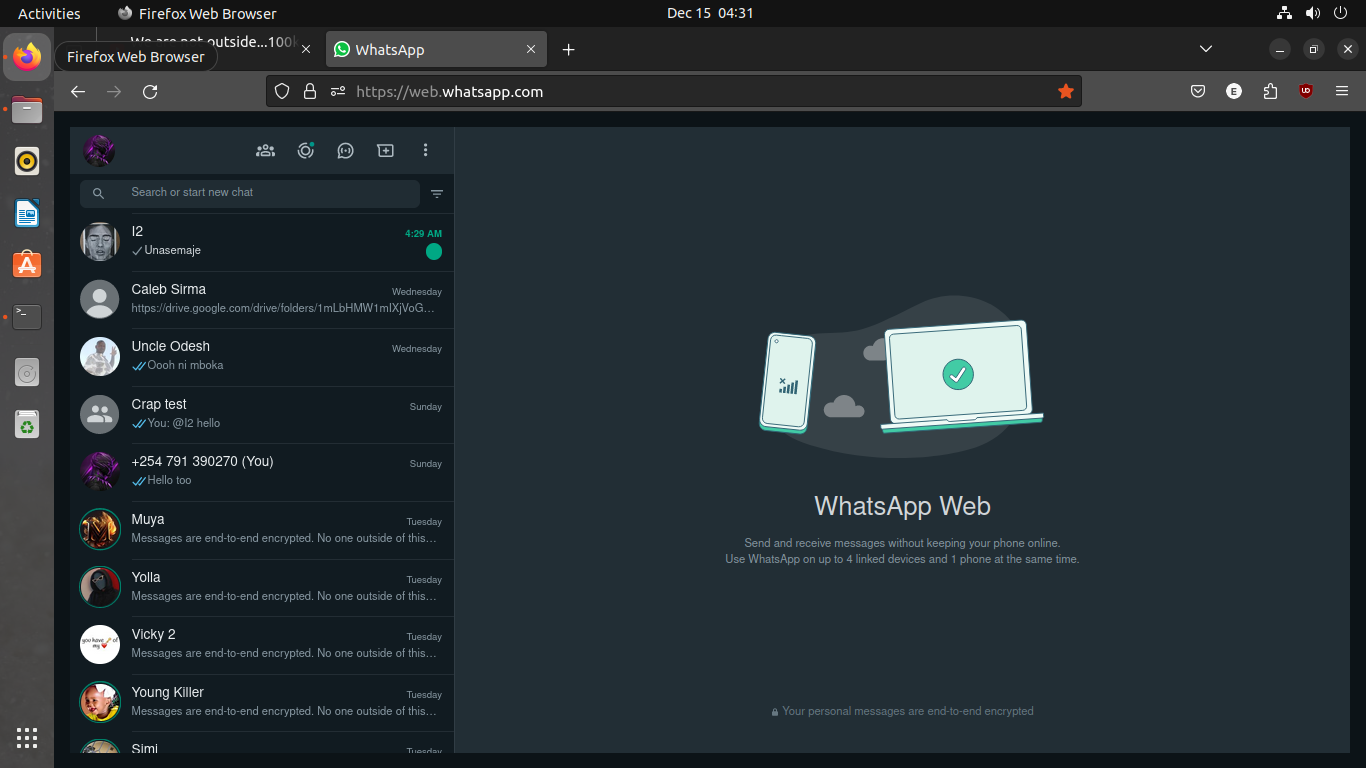 Activities
Firefox Web Browser
Dec 15 04:31
We are not outside...100
WhatsApp
Firefox Web Browser
https://web.whatsapp.com
E
Search or start new chat
I2
4:29 AM
Unasemaje
Caleb Sirma
Wednesday
https://drive.google.com/drive/folders/1mLbHMW1mIXjVoG…
Uncle Odesh
Wednesday
Oooh ni mboka
Crap test
Sunday
You: @I2 hello
+254 791 390270 (You)
Sunday
Hello too
Muya
Tuesday
Messages are end-to-end encrypted. No one outside of this…
Yolla
Tuesday
Messages are end-to-end encrypted. No one outside of this…
Vicky 2
Tuesday
you have of my
Messages are end-to-end encrypted. No one outside of this…
Young Killer
Tuesday
Messages are end-to-end encrypted. No one outside of this…
Simi
Tuesday
WhatsApp Web
Send and receive messages without keeping your phone online.
Use WhatsApp on up to 4 linked devices and 1 phone at the same time.
Your personal messages are end-to-end encrypted